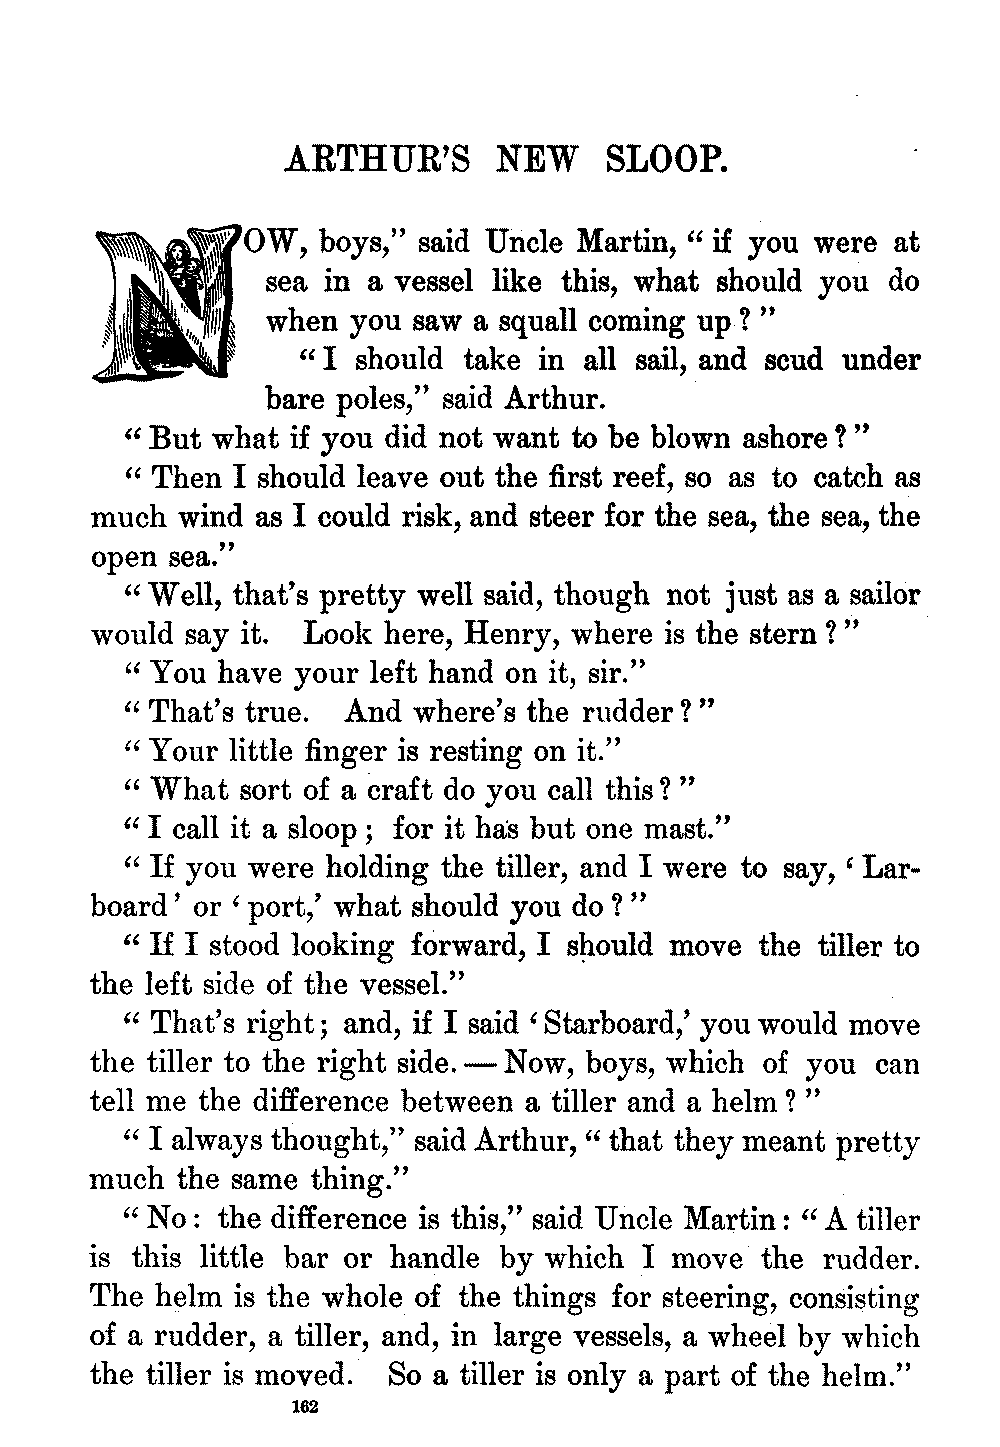 ARTHUR'S NEW SLOOP.
NOW, boys," said Uncle Martin, "if you were at
sea in a vessel like this, what should you do
when you saw a squall coming up?"
"I should take in all sail, and scud under
bare poles," said Arthur.
"But what if you did not want to be blown ashore?"
"Then I should leave out the first reef, so as to catch as
much wind as I could risk, and steer for the sea, the sea, the
open sea."
"Well, that's pretty well said, though not just as a sailor
would say it. Look here, Henry, where is the stern?"
"You have your left hand on it, sir."
"That's true. And where's the rudder?"
"Your little finger is resting on it."
"What sort of a craft do you call this?"
"I call it a sloop; for it has but one mast."
"If you were holding the tiller, and I were to say, 'Lar-
board' or 'port,' what should you do?"
"If I stood looking forward, I should move the tiller to
the left side of the vessel."
"That's right; and, if I said 'Starboard,' you would move
the tiller to the right side. — Now, boys, which of you can
tell me the difference between a tiller and a helm?"
"I always thought," said Arthur, "that they meant pretty
much the same thing."
"No: the difference is this," said Uncle Martin: "A tiller
is this little bar or handle by which I move the rudder.
The helm is the whole of the things for steering, consisting
of a rudder, a tiller, and, in large vessels, a wheel by which
the tiller is moved. So a tiller is only a part of the helm."
162